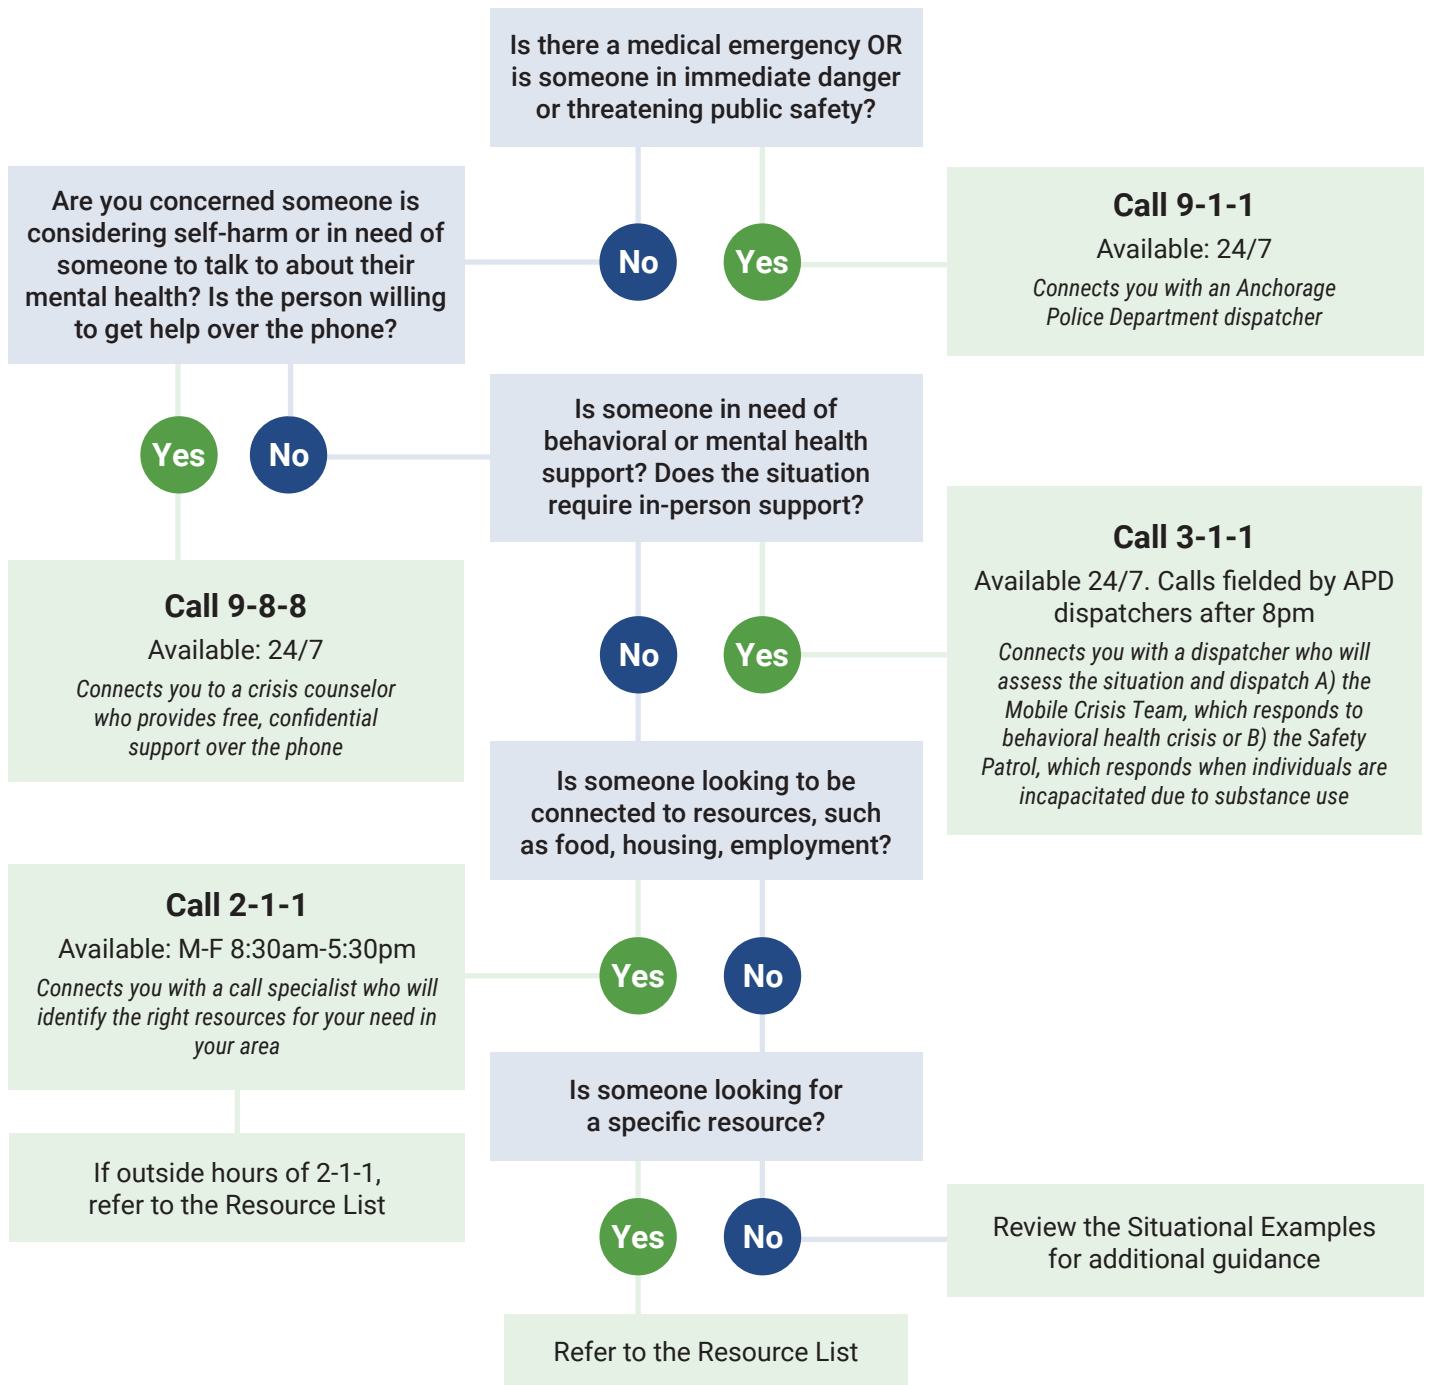 Is there a medical emergency OR
is someone in immediate danger
or threatening public safety?
No
Yes
Call 9-1-1
Available: 24/7
Connects you with an Anchorage
Police Department dispatcher
Are you concerned someone is
considering self-harm or in need of
someone to talk to about their
mental health? Is the person willing
to get help over the phone?
Yes
No
Call 9-8-8
Available: 24/7
Connects you to a crisis counselor
who provides free, confidential
support over the phone
Is someone in need of
behavioral or mental health
support? Does the situation
require in-person support?
No
Yes
Call 3-1-1
Available 24/7. Calls fielded by APD
dispatchers after 8pm
Connects you with a dispatcher who will
assess the situation and dispatch A) the
Mobile Crisis Team, which responds to
behavioral health crisis or B) the Safety
Patrol, which responds when individuals are
incapacitated due to substance use
Is someone looking to be
connected to resources, such
as food, housing, employment?
Yes
No
Call 2-1-1
Available: M-F 8:30am-5:30pm
Connects you with a call specialist who will
identify the right resources for your need in
your area
If outside hours of 2-1-1,
refer to the Resource List
Is someone looking for
a specific resource?
Yes
No
Review the Situational Examples
for additional guidance
Refer to the Resource List